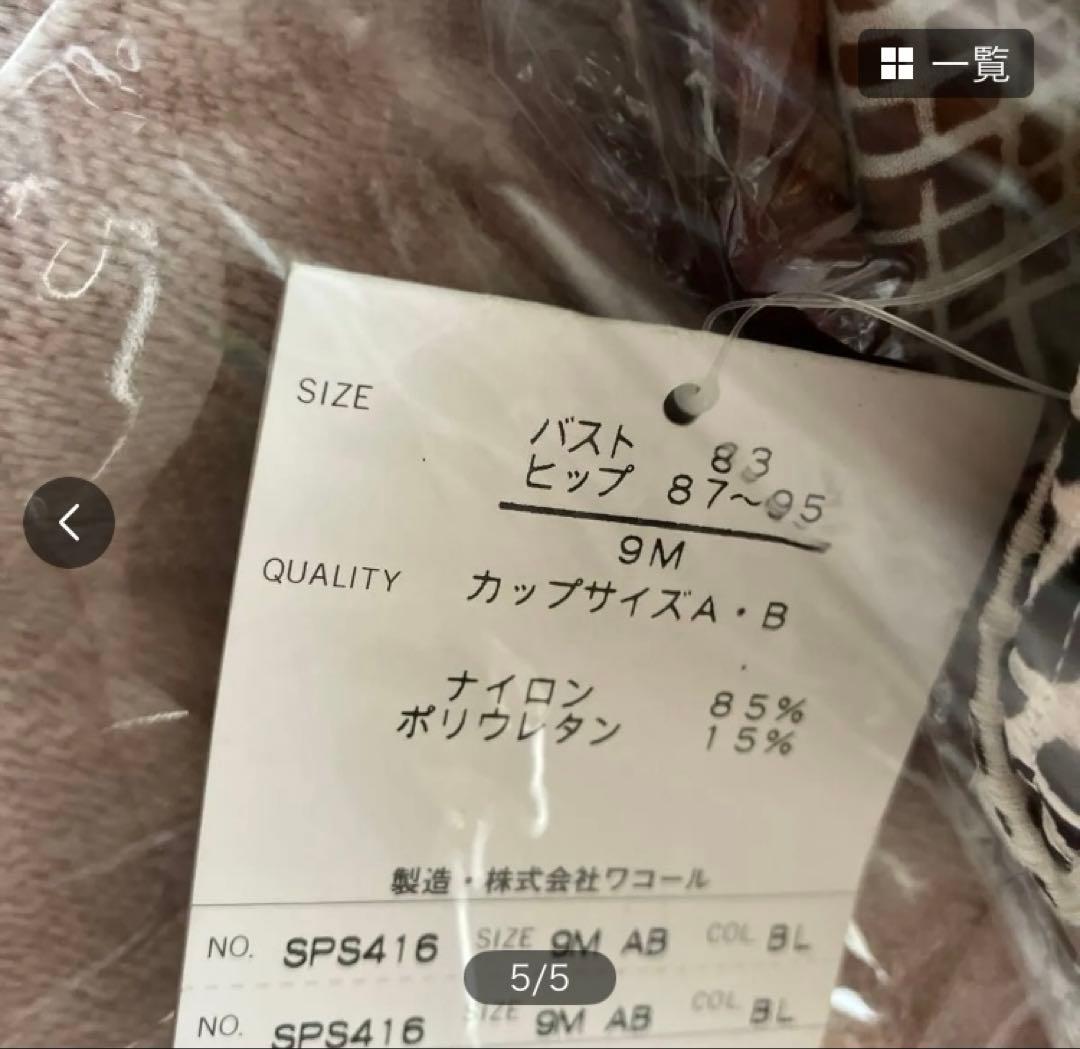 一覧
SIZE
バスト 83
ヒップ 87〜95
9M
QUALITY カップサイズA・B
ナイロン 85%
ポリウレタン 15%
製造・株式会社ワコール
NO. SPS416 SIZE 9M AB COL BL
5/5
NO. SPS416 SIZE 9M AB COL BL